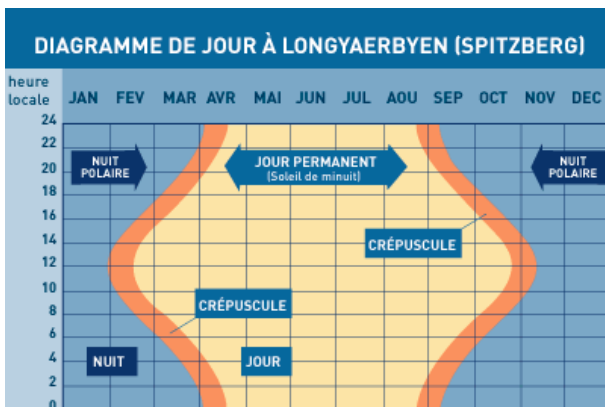 DIAGRAMME DE JOUR À LONGYAERBYEN (SPITZBERG)
heure
locale
JAN FEV MAR AVR MAI JUN JUL AOU SEP OCT NOV DEC
24
22
20
18
16
14
12
10
8
6
4
2
0
NUIT
POLAIRE
JOUR PERMANENT
(Soleil de minuit)
NUIT
POLAIRE
CRÉPUSCULE
CRÉPUSCULE
NUIT
JOUR